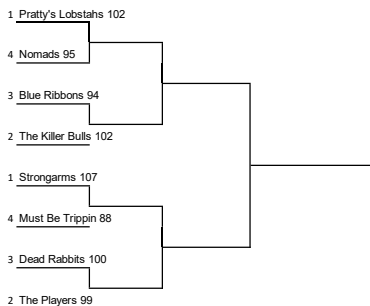 1 Pratty's Lobstahs 102
4 Nomads 95
3 Blue Ribbons 94
2 The Killer Bulls 102
1 Strongarms 107
4 Must Be Trippin 88
3 Dead Rabbits 100
2 The Players 99